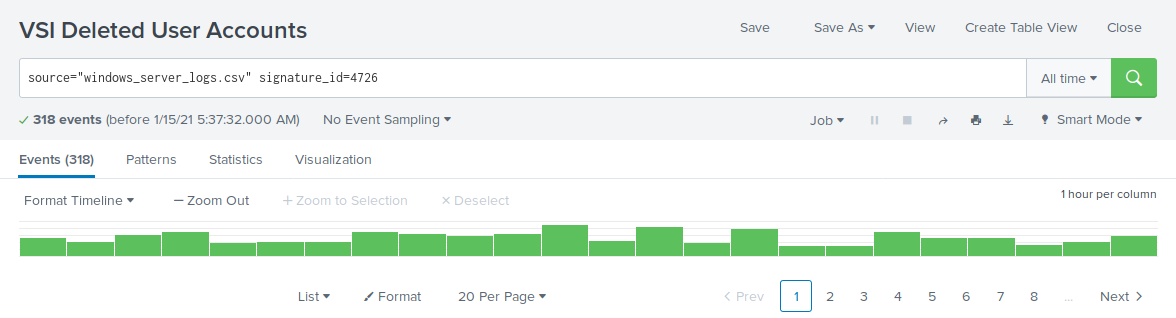 VSI Deleted User Accounts Save Save As View Create Table View Close
source="windows_server_logs.csv" signature_id=4726 All time
318 events (before 1/15/21 5:37:32.000 AM) No Event Sampling Job Smart Mode
Events (318) Patterns Statistics Visualization
Format Timeline — Zoom Out + Zoom to Selection × Deselect 1 hour per column
List Format 20 Per Page < Prev 1 2 3 4 5 6 7 8 ... Next >